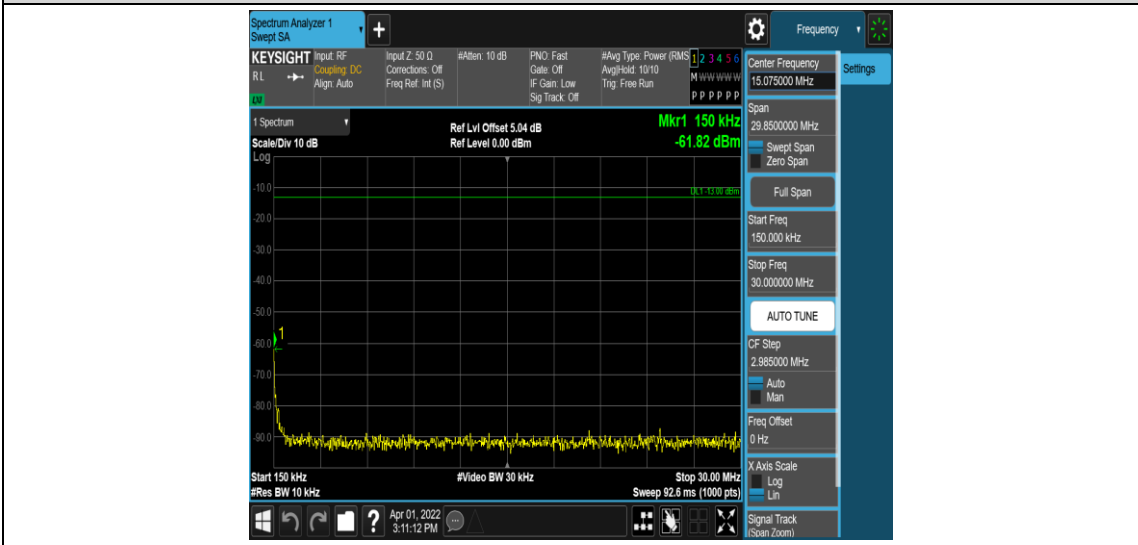 Spectrum Analyzer 1
Swept SA
+
Frequency
KEYSIGHT
RL
LXI
Input: RF
Coupling: DC
Align: Auto
Input Z: 50 Ω
Corrections: Off
Freq Ref: Int (S)
#Atten: 10 dB
PNO: Fast
Gate: Off
IF Gain: Low
Sig Track: Off
#Avg Type: Power (RMS
Avg|Hold: 10/10
Trig: Free Run
1 2 3 4 5 6
M W W W W W
P P P P P P
1 Spectrum
Scale/Div 10 dB
Log
Ref Lvl Offset 5.04 dB
Ref Level 0.00 dBm
Mkr1 150 kHz
-61.82 dBm
DL1 -13.00 dBm
-10.0
-20.0
-30.0
-40.0
-50.0
1
-60.0
-70.0
-80.0
-90.0
Start 150 kHz
#Res BW 10 kHz
#Video BW 30 kHz
Stop 30.00 MHz
Sweep 92.6 ms (1000 pts)
?
Apr 01, 2022
3:11:12 PM
Center Frequency
15.075000 MHz
Settings
Span
29.8500000 MHz
Swept Span
Zero Span
Full Span
Start Freq
150.000 kHz
Stop Freq
30.000000 MHz
AUTO TUNE
CF Step
2.985000 MHz
Auto
Man
Freq Offset
0 Hz
X Axis Scale
Log
Lin
Signal Track
(Span Zoom)